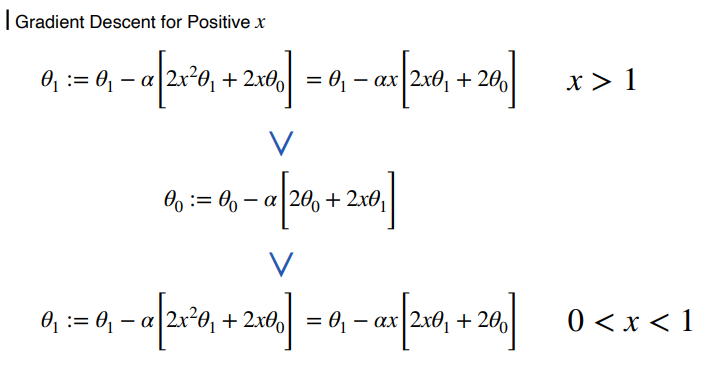 Gradient Descent for Positive x
θ₁ := θ₁ − α[2x²θ₁ + 2xθ₀] = θ₁ − αx[2xθ₁ + 2θ₀] x > 1
∨
θ₀ := θ₀ − α[2θ₀ + 2xθ₁]
∨
θ₁ := θ₁ − α[2x²θ₁ + 2xθ₀] = θ₁ − αx[2xθ₁ + 2θ₀] 0 < x < 1